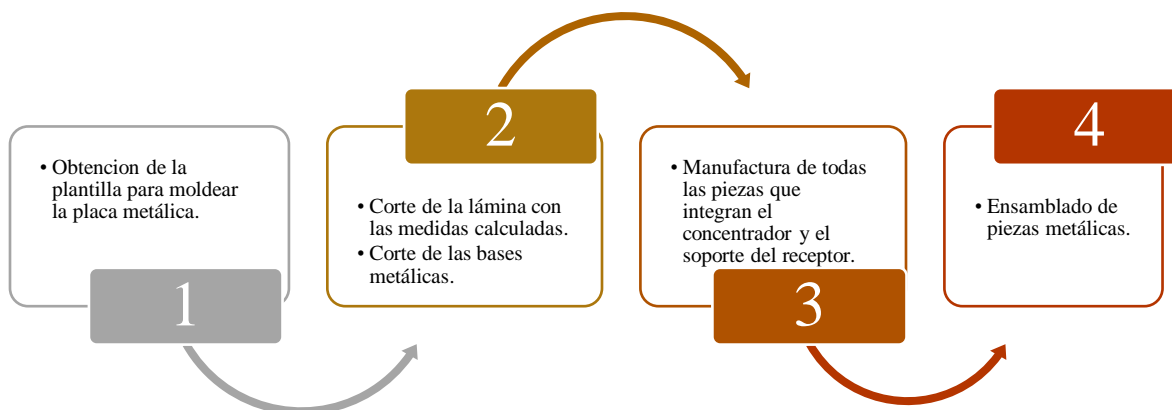 • Obtencion de la
plantilla para moldear
la placa metálica.
1
2
• Corte de la lámina con
las medidas calculadas.
• Corte de las bases
metálicas.
• Manufactura de todas
las piezas que
integran el
concentrador y el
soporte del receptor.
3
4
• Ensamblado de
piezas metálicas.